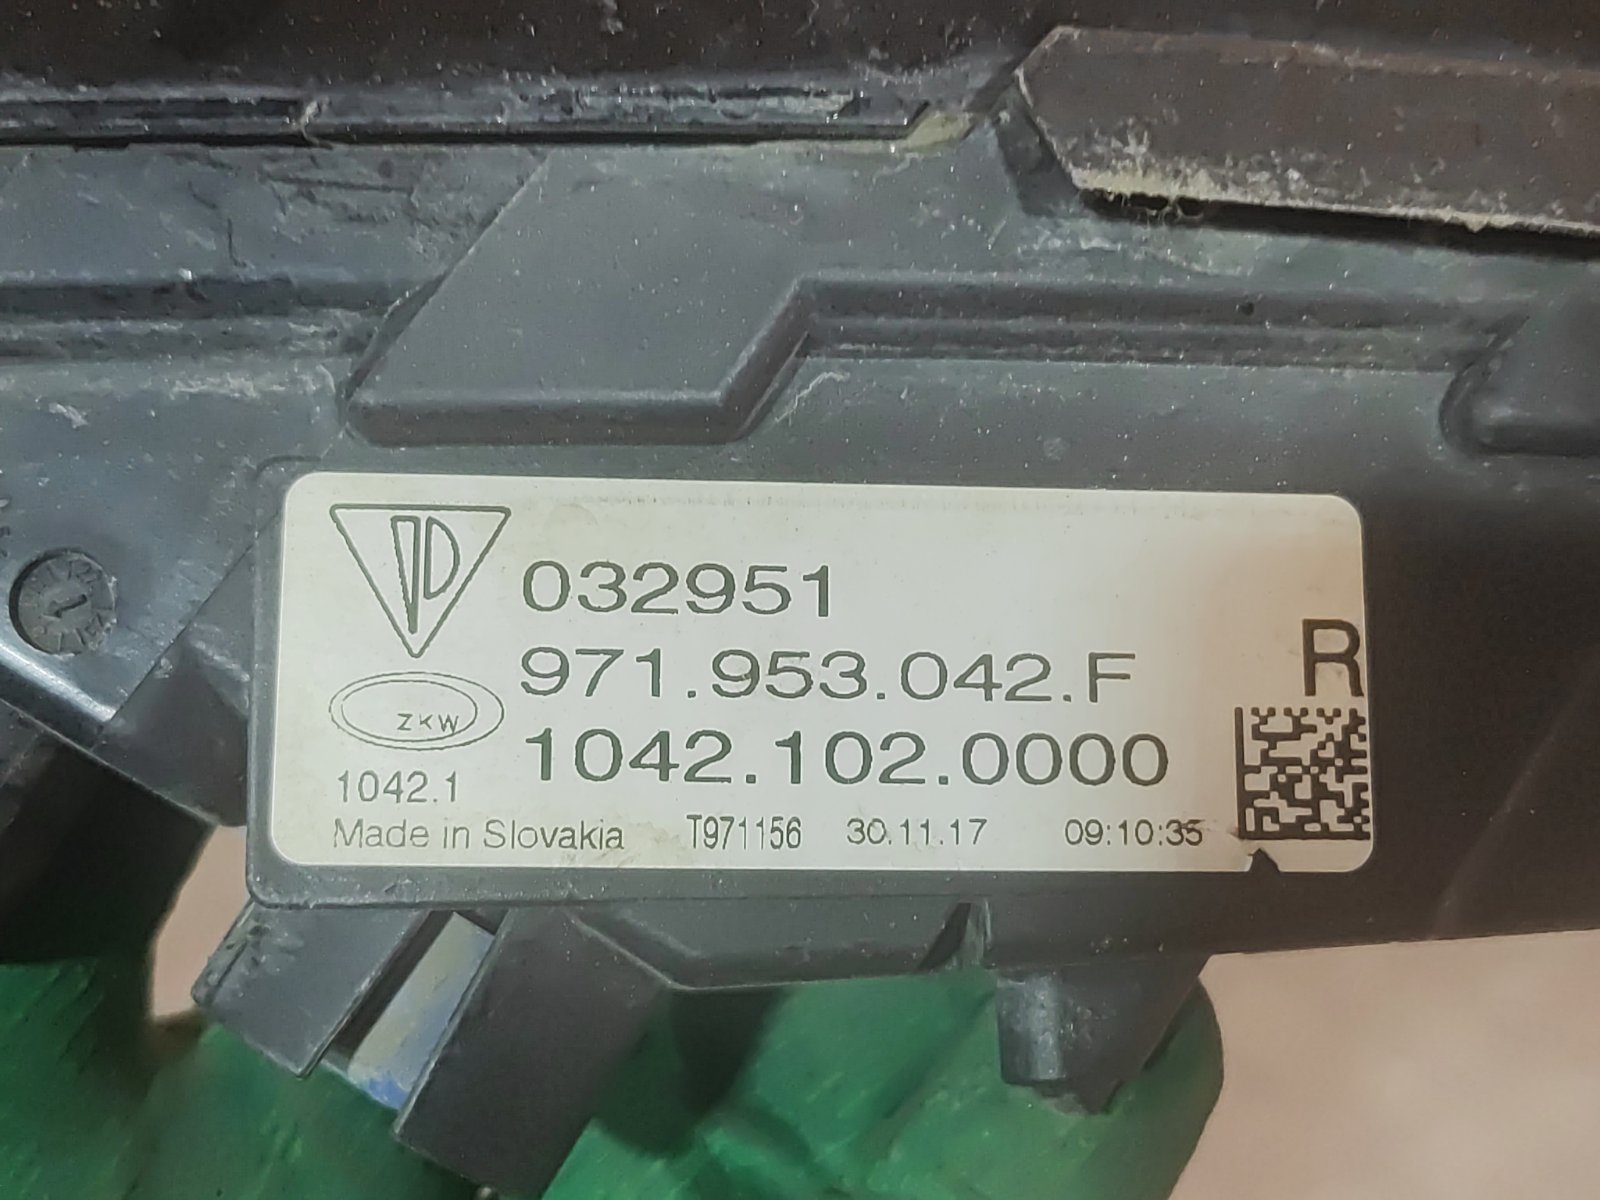 032951
971.953.042.F
R
ZKW
1042.102.0000
1042.1
Made in Slovakia T971156 30.11.17 09:10:35